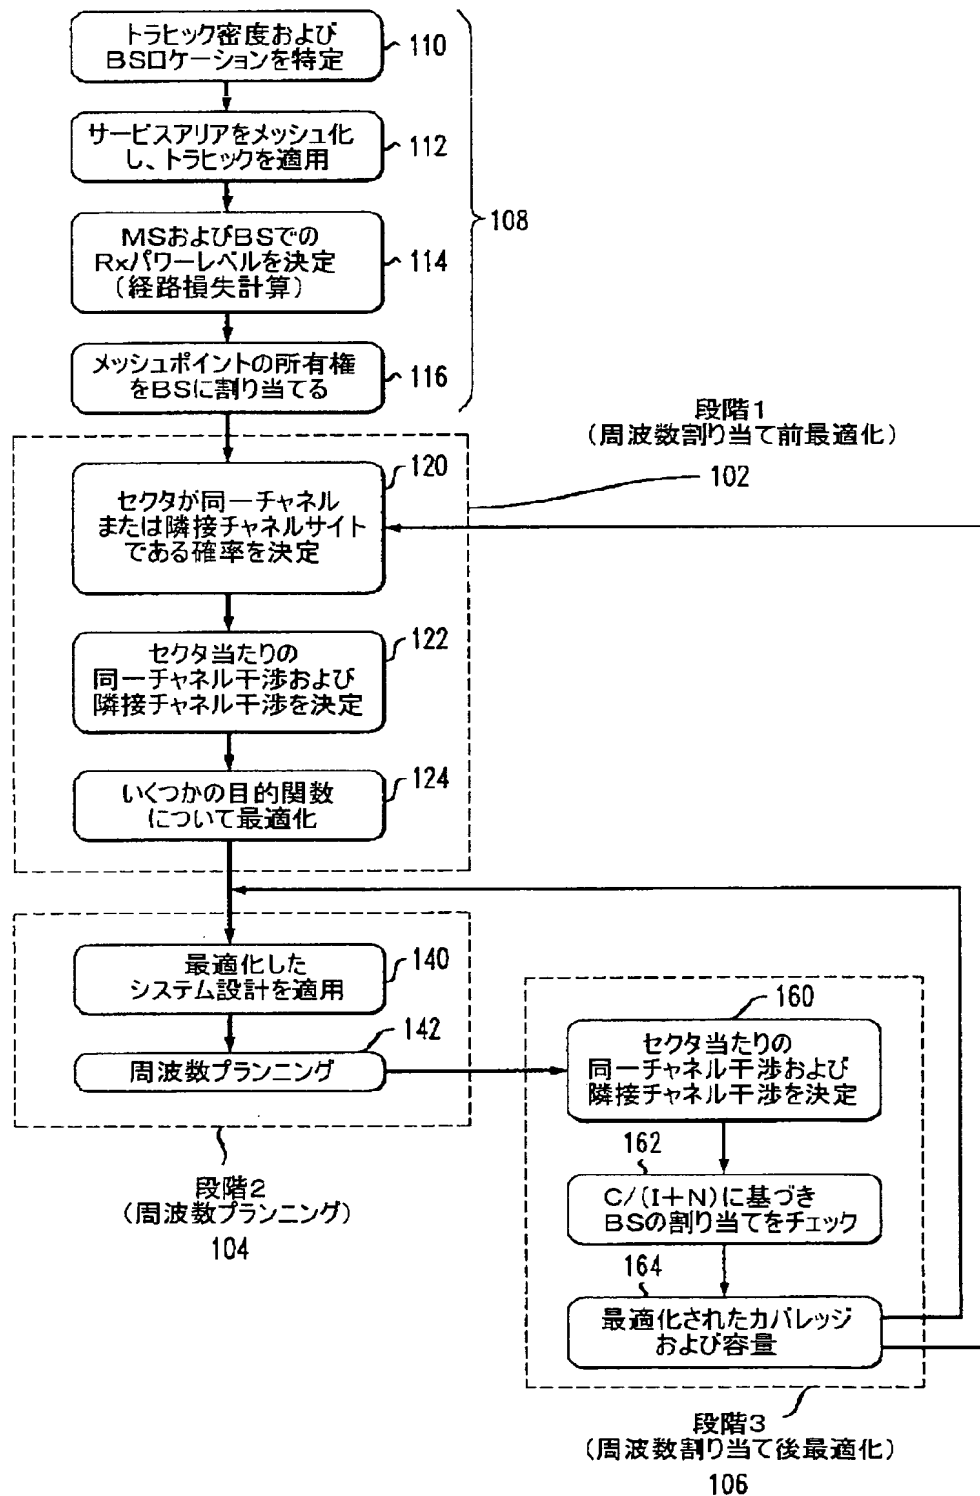 トラヒック密度および
BSロケーションを特定
110
サービスアリアをメッシュ化
し、トラヒックを適用
112
MSおよびBSでの
Rxパワーレベルを決定
(経路損失計算)
114
108
メッシュポイントの所有権
をBSに割り当てる
116
段階1
(周波数割り当て前最適化)
102
120
セクタが同一チャネル
または隣接チャネルサイト
である確率を決定
122
セクタ当たりの
同一チャネル干渉および
隣接チャネル干渉を決定
124
いくつかの目的関数
について最適化
140
最適化した
システム設計を適用
142
周波数プランニング
段階2
(周波数プランニング)
104
160
セクタ当たりの
同一チャネル干渉および
隣接チャネル干渉を決定
162
C/(I+N)に基づき
BSの割り当てをチェック
164
最適化されたカバレッジ
および容量
段階3
(周波数割り当て後最適化)
106